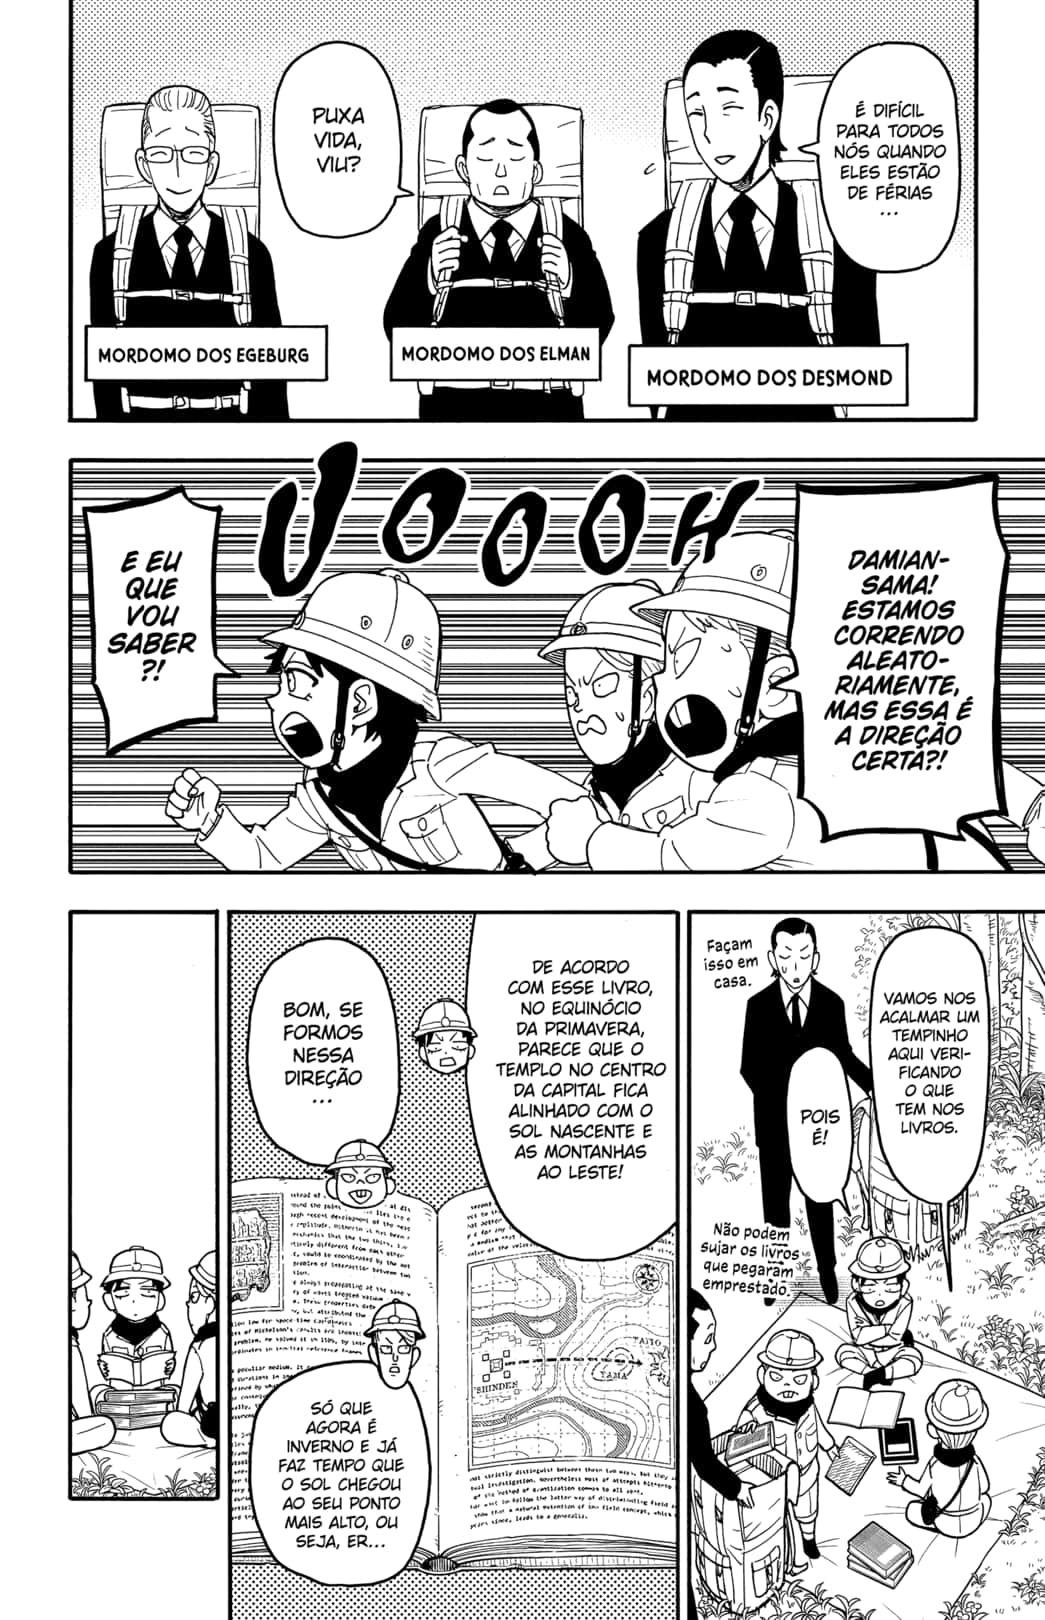 É DIFÍCIL
PARA TODOS
NÓS QUANDO
ELES ESTÃO
DE FÉRIAS
...
PUXA
VIDA,
VIU?
MORDOMO DOS DESMOND
MORDOMO DOS ELMAN
MORDOMO DOS EGEBURG
DAMIAN-
SAMA!
ESTAMOS
CORRENDO
ALEATO-
RIAMENTE,
MAS ESSA É
A DIREÇÃO
CERTA?!
UOOOH
E EU
QUE
VOU
SABER
?!
VAMOS NOS
ACALMAR UM
TEMPINHO
AQUI VERI-
FICANDO
O QUE
TEM NOS
LIVROS.
Façam
isso em
casa.
POIS
É!
Não podem
sujar os livros
que pegaram
emprestado.
DE ACORDO
COM ESSE LIVRO,
NO EQUINÓCIO
DA PRIMAVERA,
PARECE QUE O
TEMPLO NO CENTRO
DA CAPITAL FICA
ALINHADO COM O
SOL NASCENTE E
AS MONTANHAS
AO LESTE!
BOM, SE
FORMOS
NESSA
DIREÇÃO
...
SHINDEN
YAMA
TAIYO
SÓ QUE
AGORA É
INVERNO E JÁ
FAZ TEMPO QUE
O SOL CHEGOU
AO SEU PONTO
MAIS ALTO, OU
SEJA, ER...